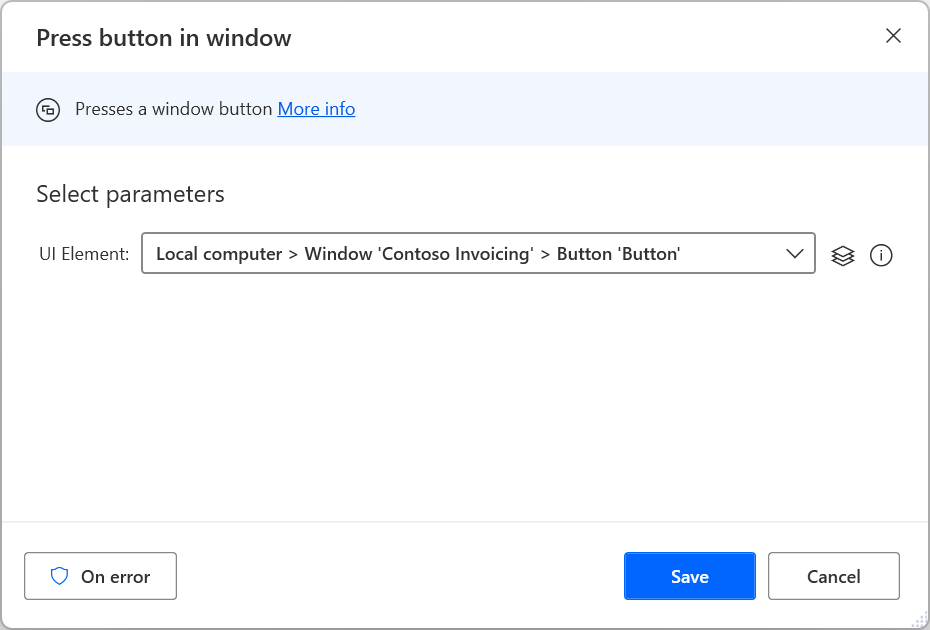 Press button in window
Presses a window button More info
Select parameters
UI Element: Local computer > Window 'Contoso Invoicing' > Button 'Button'
On error Save Cancel